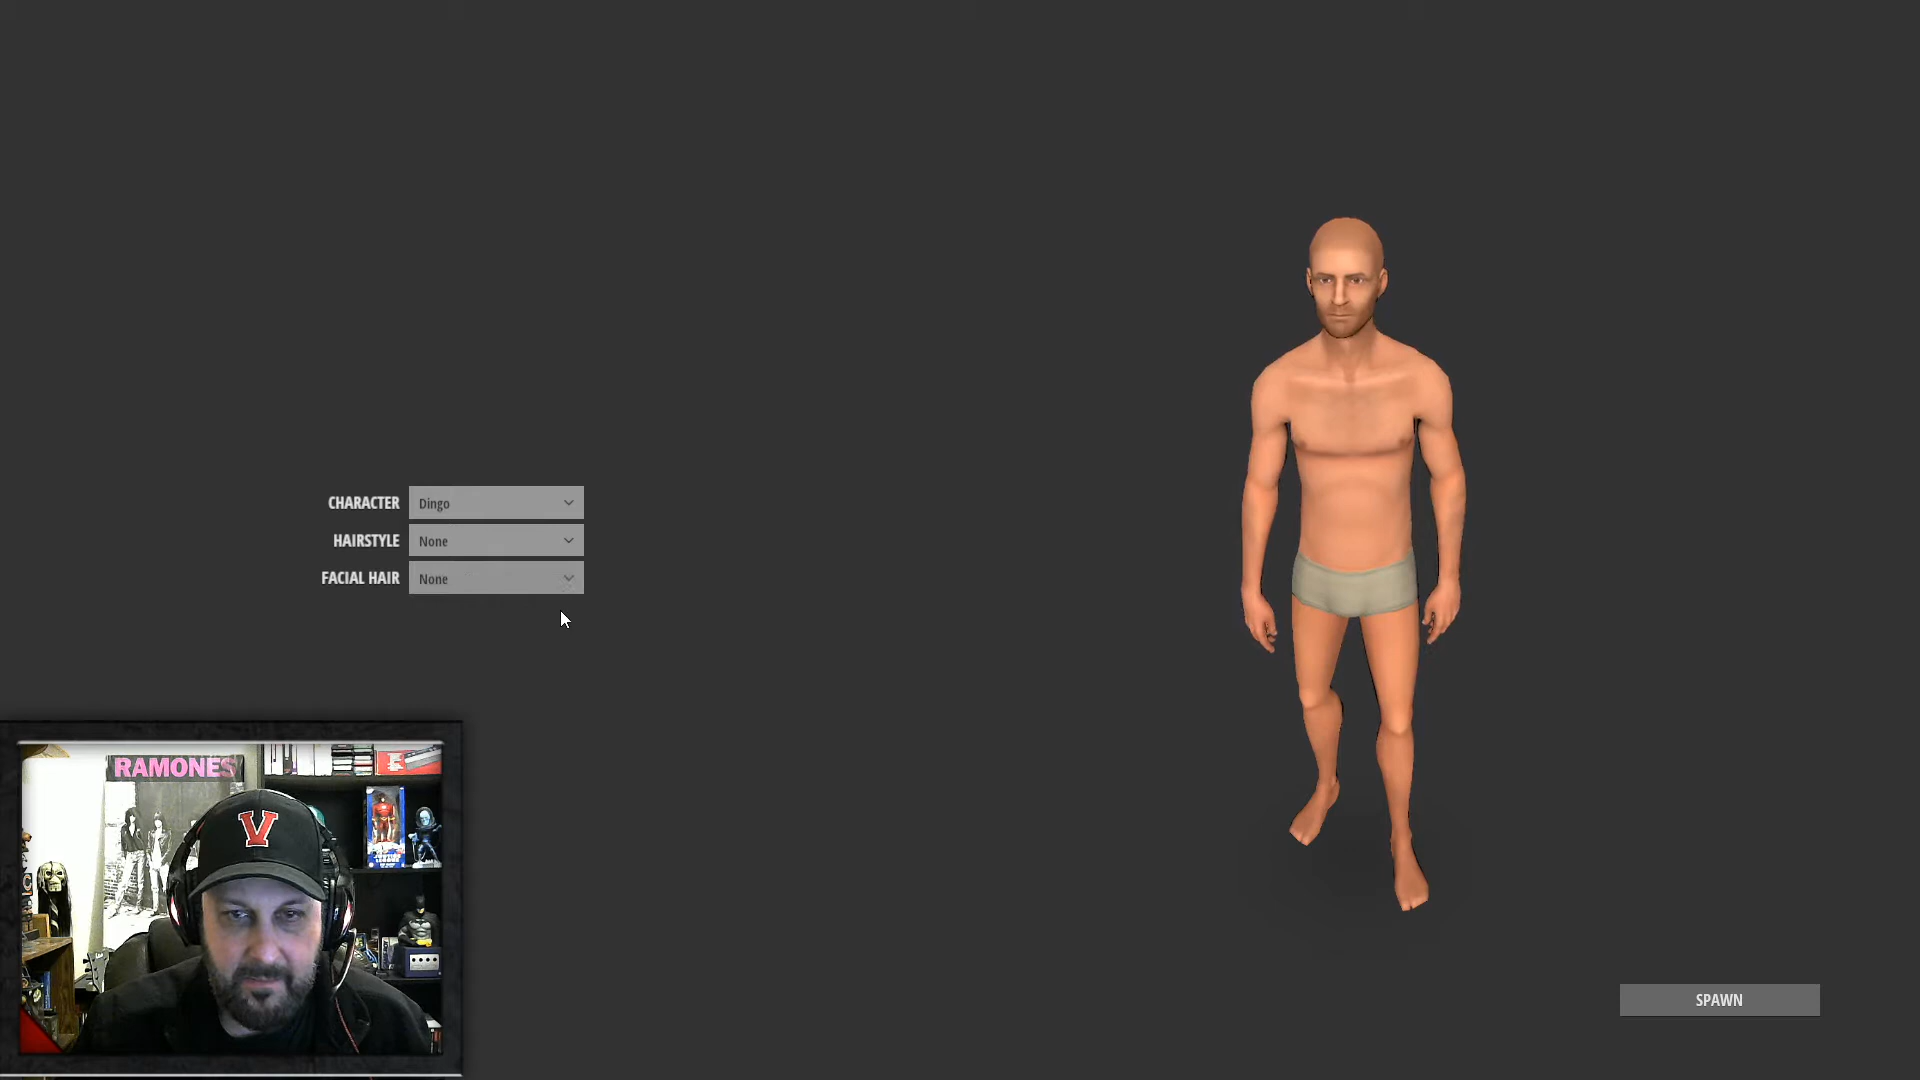 CHARACTER Dingo
HAIRSTYLE None
FACIAL HAIR None
RAMONES
V
SPAWN